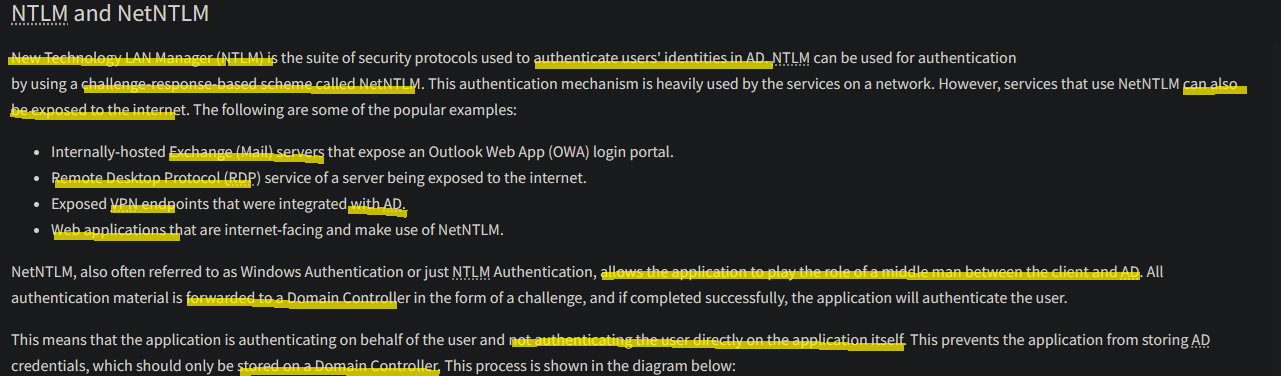 NTLM and NetNTLM
New Technology LAN Manager (NTLM) is the suite of security protocols used to authenticate users' identities in AD. NTLM can be used for authentication
by using a challenge-response-based scheme called NetNTLM. This authentication mechanism is heavily used by the services on a network. However, services that use NetNTLM can also
be exposed to the internet. The following are some of the popular examples:
• Internally-hosted Exchange (Mail) servers that expose an Outlook Web App (OWA) login portal.
• Remote Desktop Protocol (RDP) service of a server being exposed to the internet.
• Exposed VPN endpoints that were integrated with AD.
• Web applications that are internet-facing and make use of NetNTLM.
NetNTLM, also often referred to as Windows Authentication or just NTLM Authentication, allows the application to play the role of a middle man between the client and AD. All
authentication material is forwarded to a Domain Controller in the form of a challenge, and if completed successfully, the application will authenticate the user.
This means that the application is authenticating on behalf of the user and not authenticating the user directly on the application itself. This prevents the application from storing AD
credentials, which should only be stored on a Domain Controller. This process is shown in the diagram below: